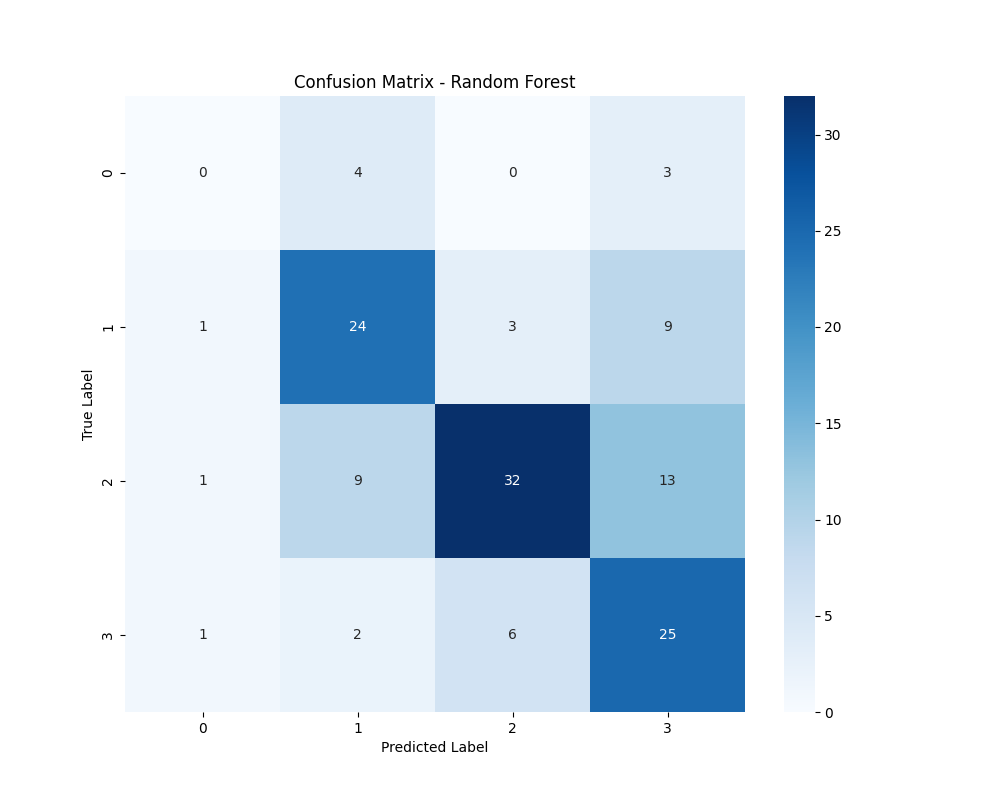 Confusion Matrix - Random Forest
0 0 4 0 3
1 1 24 3 9
2 1 9 32 13
3 1 2 6 25
0 1 2 3
True Label
Predicted Label
30
25
20
15
10
5
0